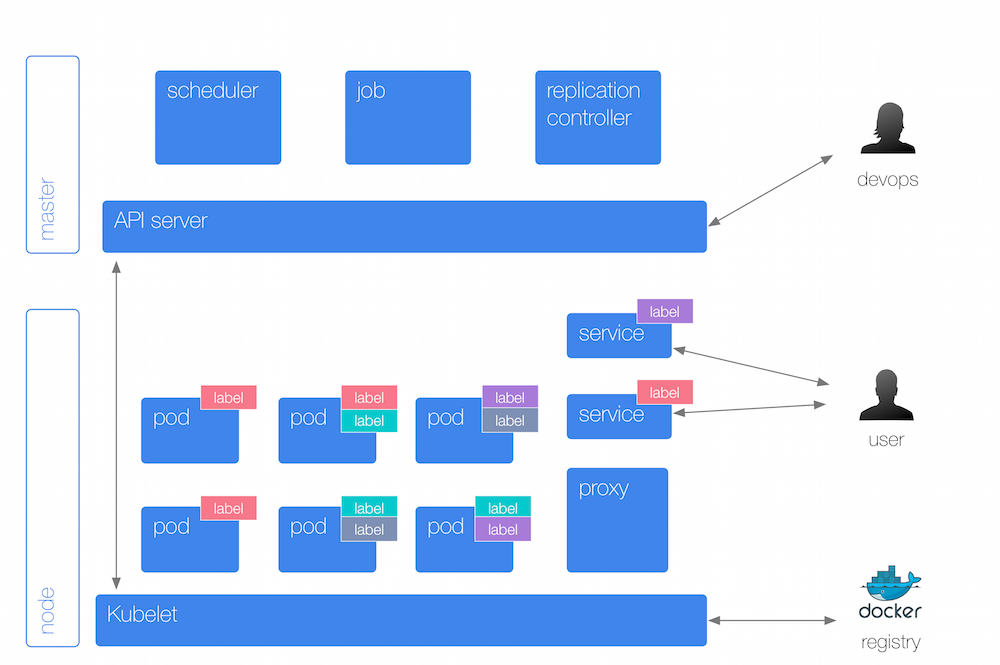 scheduler
job
replication
controller
devops
master
API server
label
service
label
label
label
pod
label
pod
label
pod
label
label
service
user
proxy
label
label
label
pod
pod
label
pod
label
node
Kubelet
docker
registry